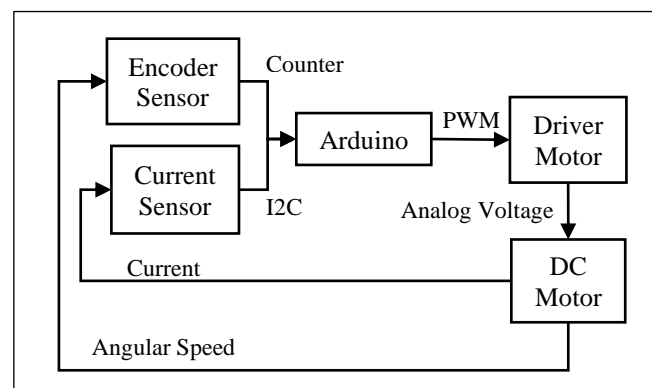 Encoder
Sensor
Counter
Arduino
PWM
Driver
Motor
Current
Sensor
I2C
Analog Voltage
DC
Motor
Current
Angular Speed